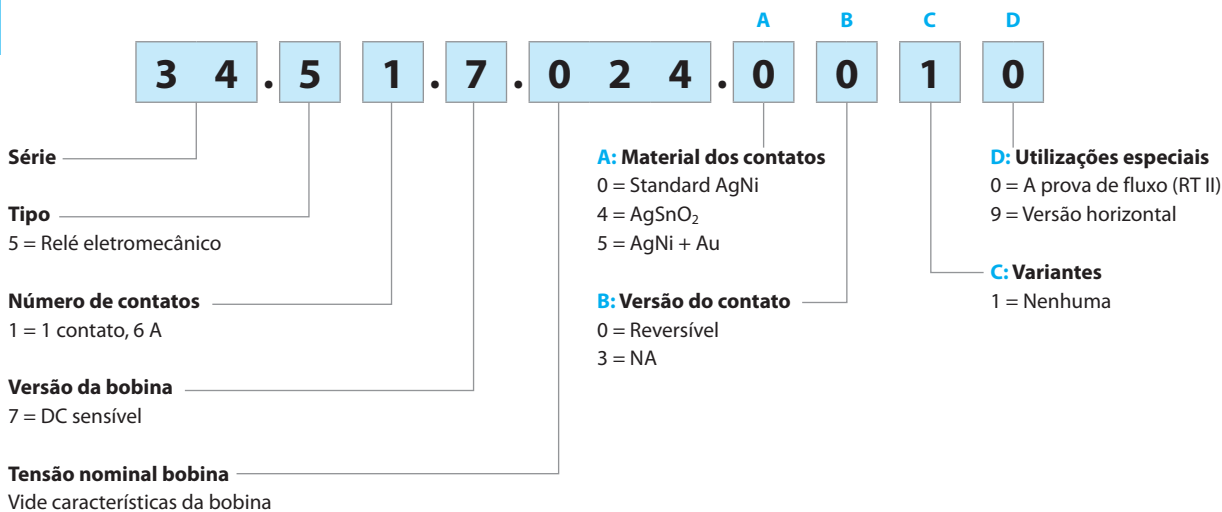 A B C D
3 4 . 5 1 . 7 . 0 2 4 . 0 0 1 0
Série
Tipo
5 = Relé eletromecânico
Número de contatos
1 = 1 contato, 6 A
Versão da bobina
7 = DC sensível
Tensão nominal bobina
Vide características da bobina
A: Material dos contatos
0 = Standard AgNi
4 = AgSnO₂
5 = AgNi + Au
B: Versão do contato
0 = Reversível
3 = NA
D: Utilizações especiais
0 = A prova de fluxo (RT II)
9 = Versão horizontal
C: Variantes
1 = Nenhuma